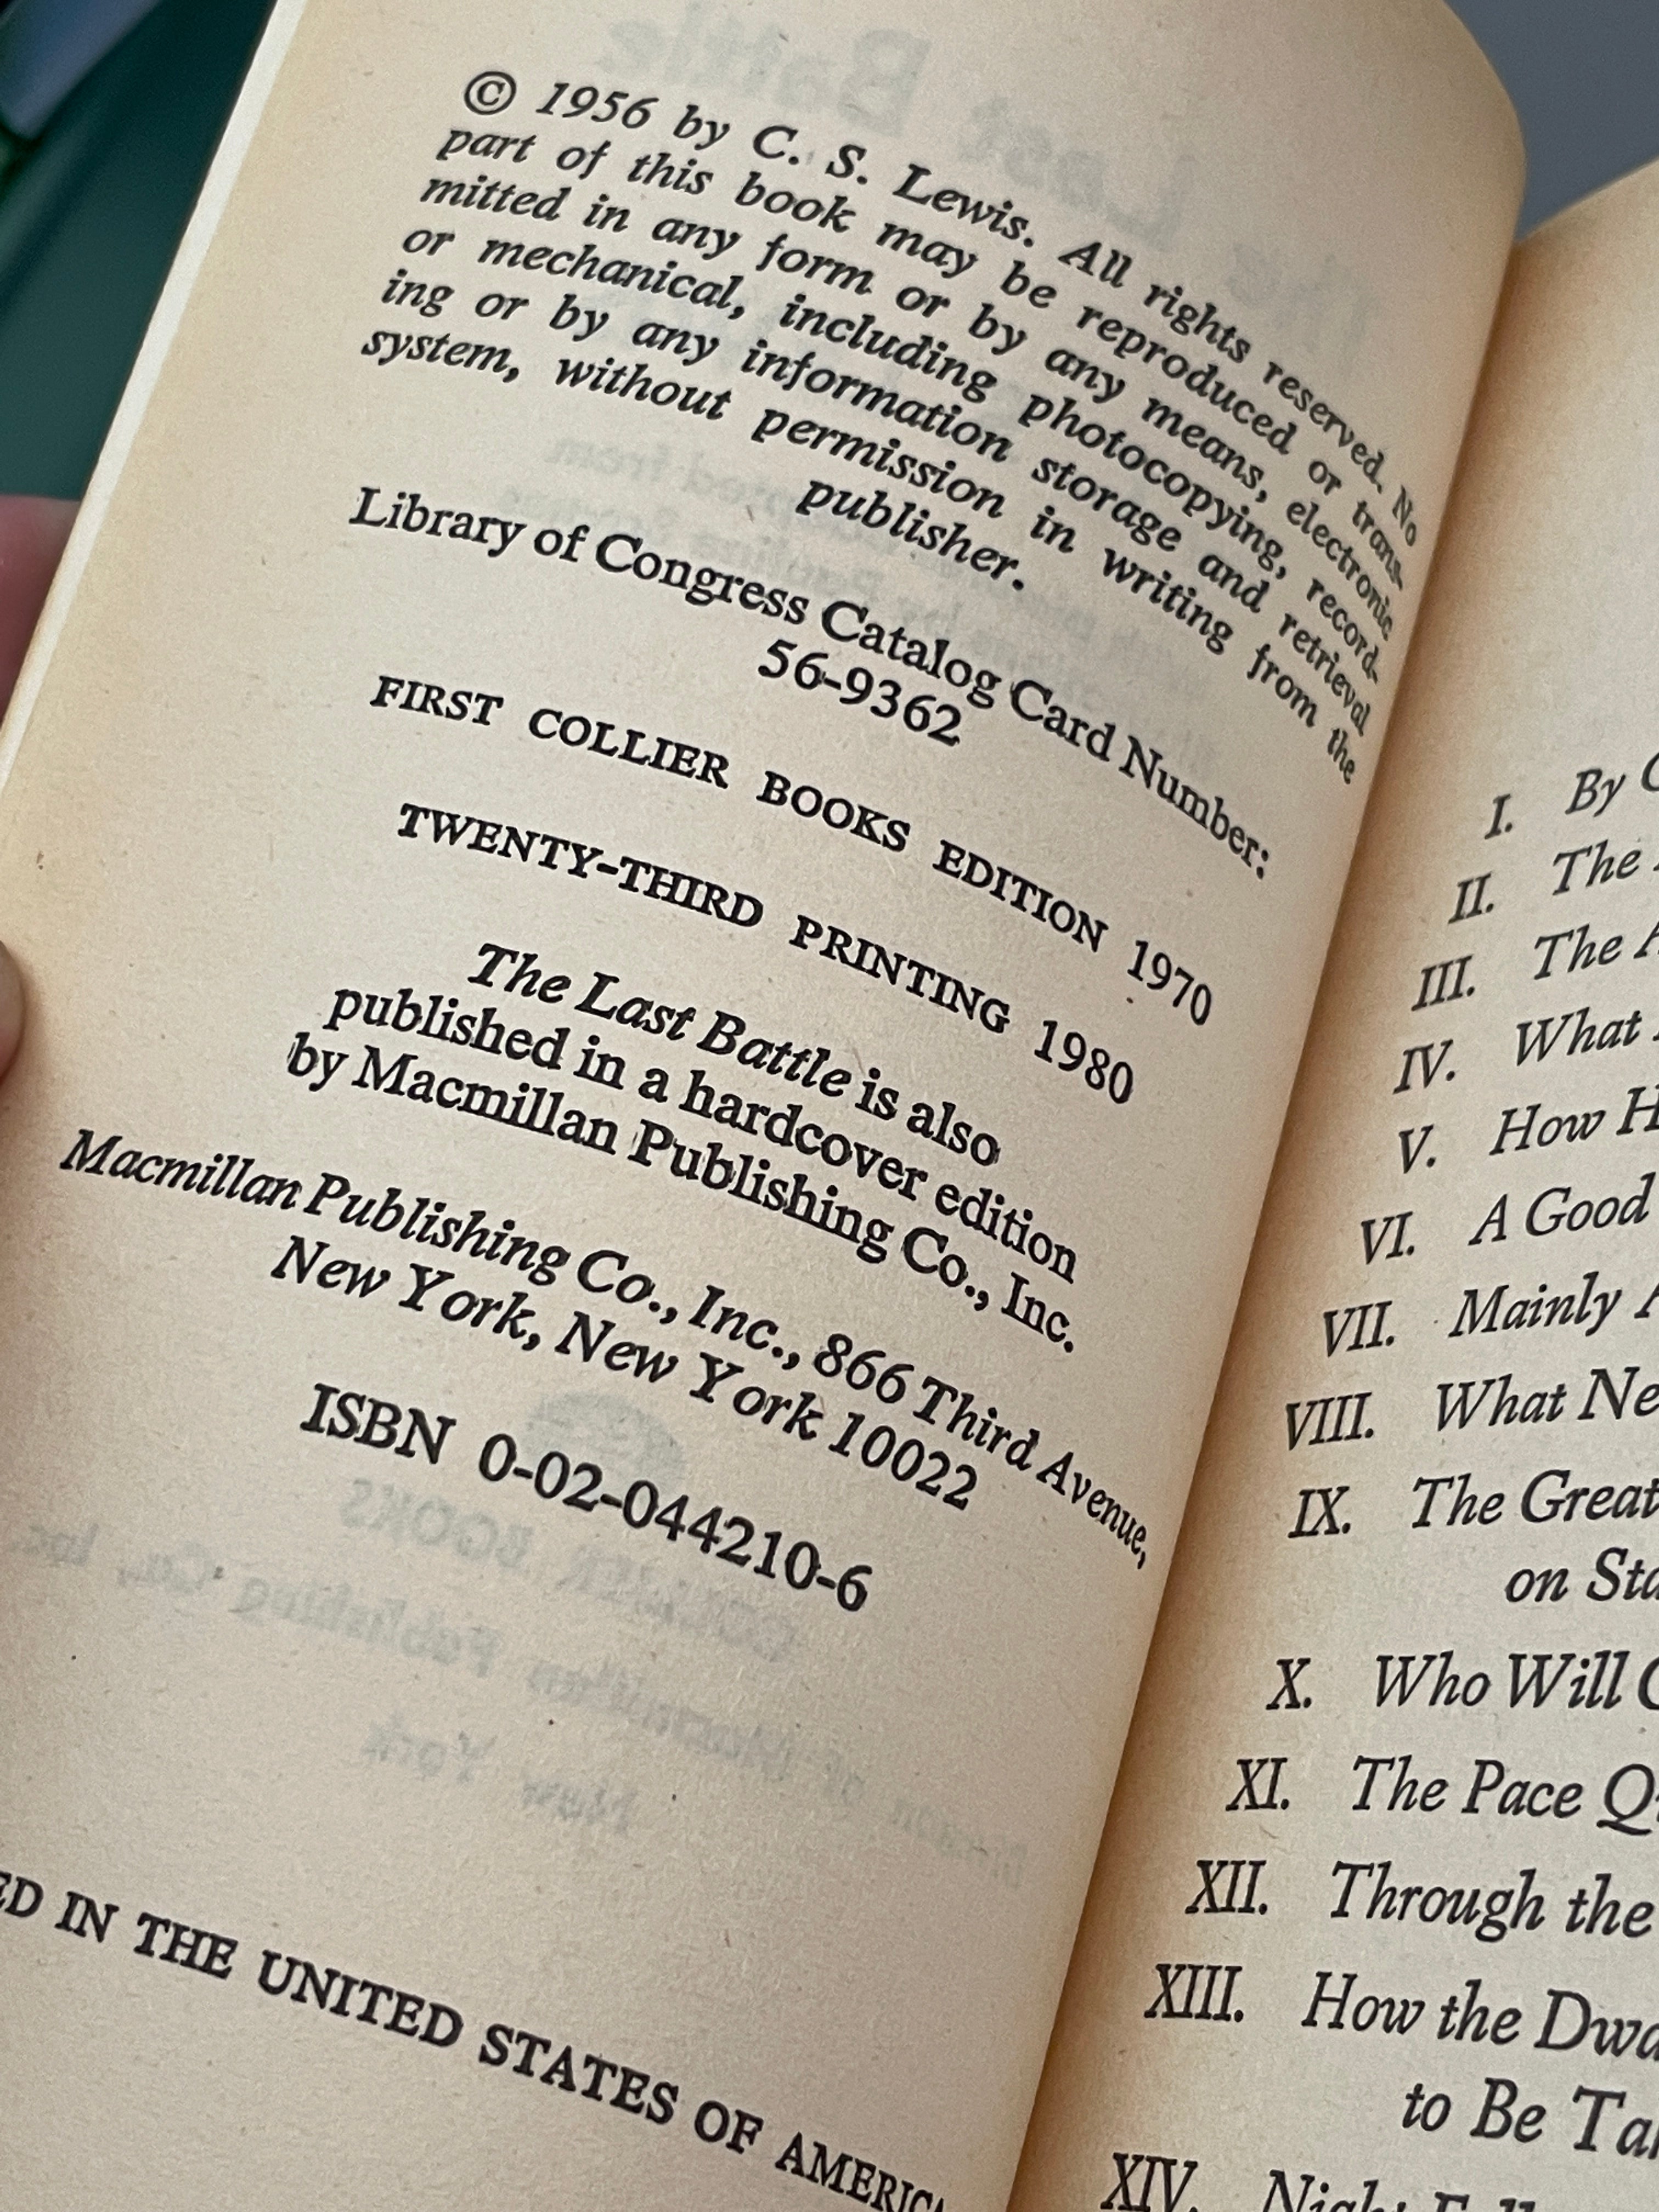 © 1956 by C. S. Lewis. All rights reserved. No
part of this book may be reproduced or trans-
mitted in any form or by any means, electronic
or mechanical, including photocopying, record-
ing or by any information storage and retrieval
system, without permission in writing from the
publisher.
Library of Congress Catalog Card Number:
56-9362
FIRST COLLIER BOOKS EDITION 1970
TWENTY-THIRD PRINTING 1980
The Last Battle is also
published in a hardcover edition
by Macmillan Publishing Co., Inc.
Macmillan Publishing Co., Inc., 866 Third Avenue,
New York, New York 10022
ISBN 0-02-044210-6
IN THE UNITED STATES OF
I. By
II. The
III. The
IV. What
V. How
VI. A Good
VII. Mainly
VIII. What
IX. The Great
on
X. Who Will
XI. The Pace
XII. Through the
XIII. How the
to Be
XIV. Night